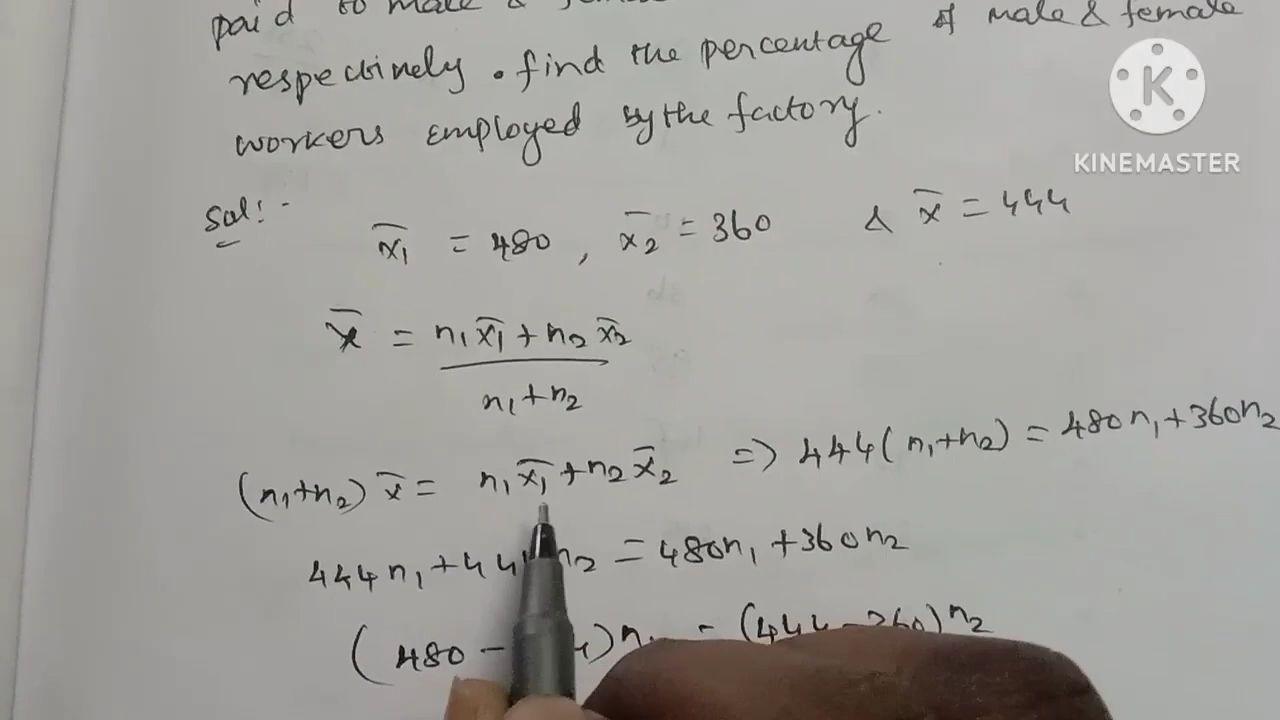 paid to male &
respectively. find the percentage of male & female
workers employed by the factory.
K
KINEMASTER
Sol:-
x̄₁ = 480, x̄₂ = 360 & x̄ = 444
x̄ = n₁x̄₁ + n₂x̄₂
n₁ + n₂
(n₁+n₂) x̄ = n₁x̄₁ + n₂x̄₂ => 444(n₁+n₂) = 480n₁ + 360n₂
444n₁ + 44 n₂ = 480n₁ + 360n₂
(480 - )n₁ = (444 - 360)n₂